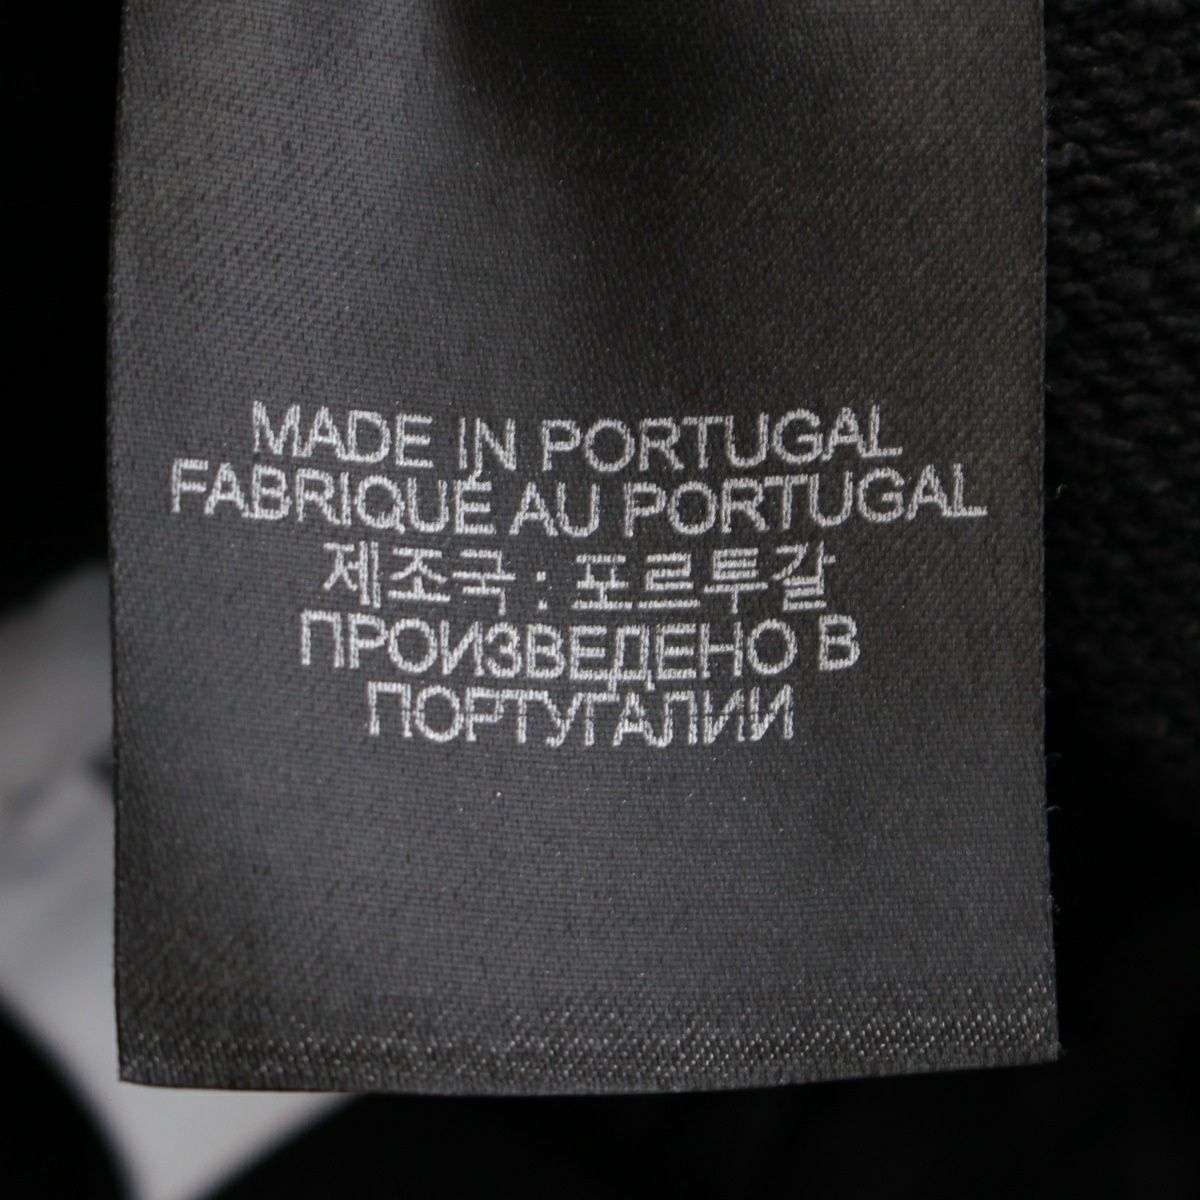 MADE IN PORTUGAL
FABRIQUÉ AU PORTUGAL
제조국 : 포르투갈
ПРОИЗВЕДЕНО В
ПОРТУГАЛИИ